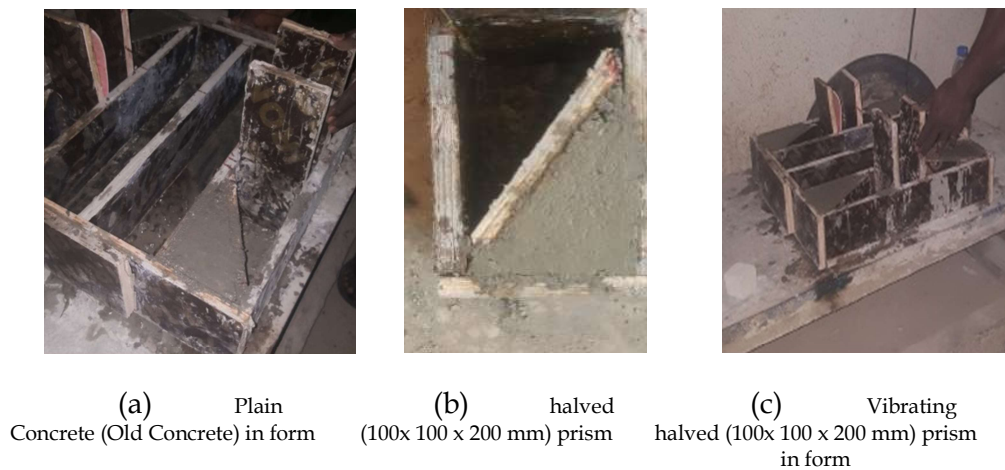 (a) Plain
Concrete (Old Concrete) in form
(b) halved
(100x 100 x 200 mm) prism
(c) Vibrating
halved (100x 100 x 200 mm) prism
in form